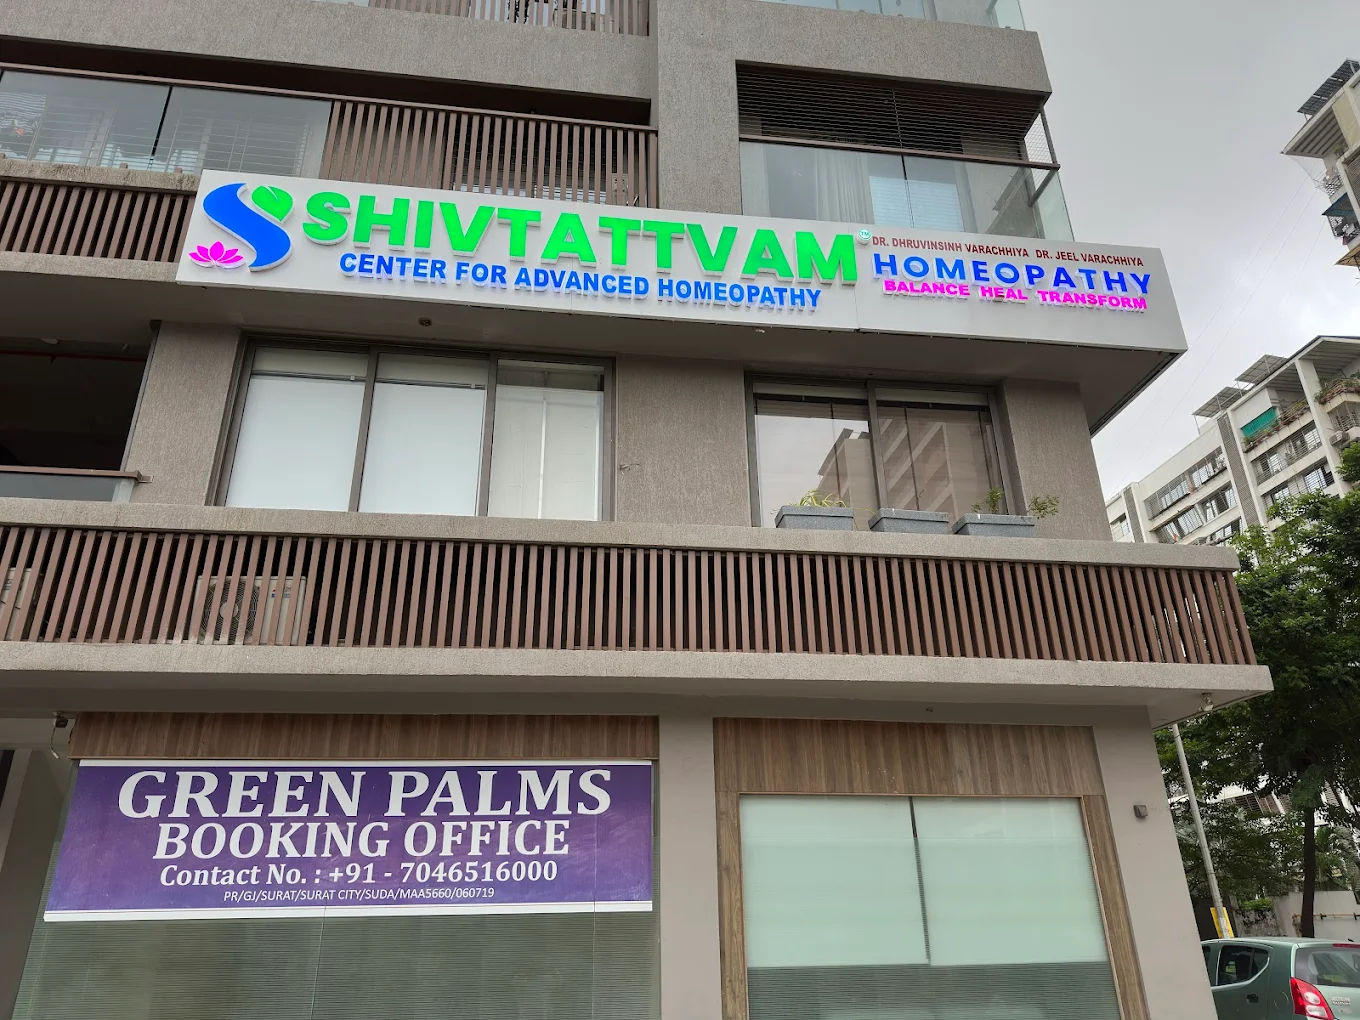 SHIVTATTVAM TM
CENTER FOR ADVANCED HOMEOPATHY
DR. DHRUVINSINH VARACHHIYA DR. JEEL VARACHHIYA
HOMEOPATHY
BALANCE HEAL TRANSFORM
GREEN PALMS
BOOKING OFFICE
Contact No. : +91 - 7046516000
PR/GJ/SURAT/SURAT CITY/SUDA/MAA5660/060719